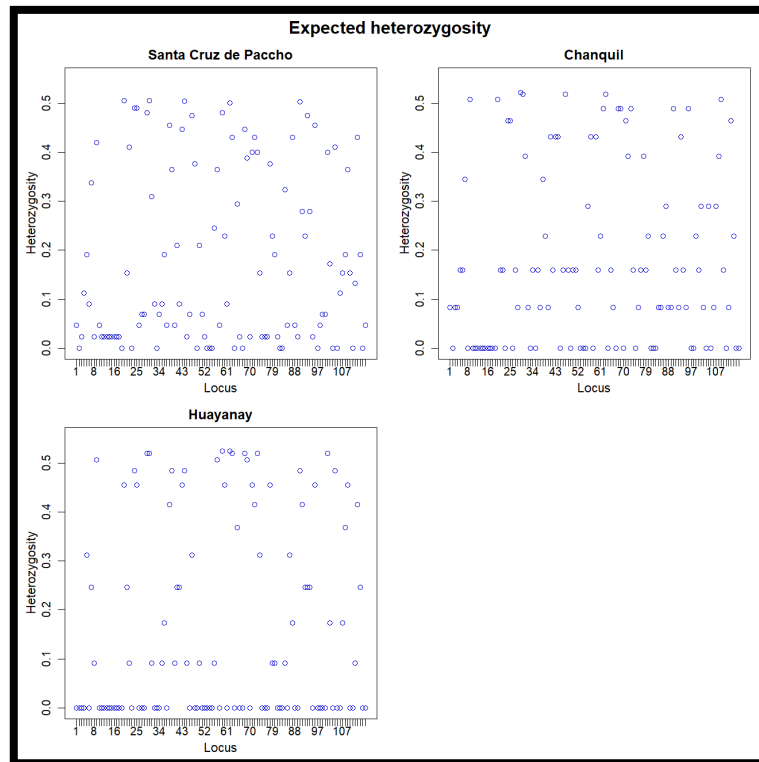 Expected heterozygosity
Santa Cruz de Paccho
Heterozygosity
0.5
0.4
0.3
0.2
0.1
0.0
1 8 16 25 34 43 52 61 70 79 88 97 107
Locus
Chanquil
Heterozygosity
0.5
0.4
0.3
0.2
0.1
0.0
1 8 16 25 34 43 52 61 70 79 88 97 107
Locus
Huayanay
Heterozygosity
0.5
0.4
0.3
0.2
0.1
0.0
1 8 16 25 34 43 52 61 70 79 88 97 107
Locus